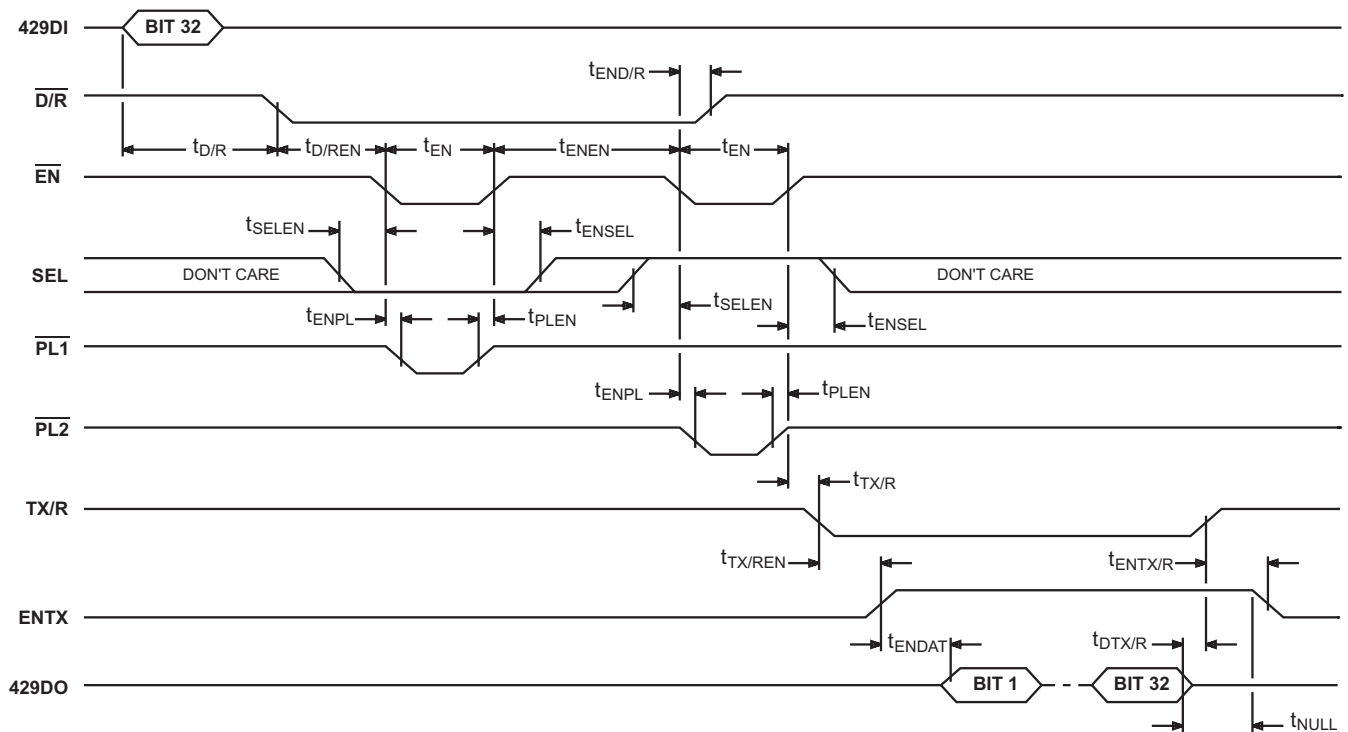 429DI BIT 32
tEND/R
D/R
tD/R tD/REN tEN tENEN tEN
EN
tSELEN tENSEL
SEL DON'T CARE DON'T CARE
tSELEN
tENPL tPLEN tENSEL
PL1
tENPL tPLEN
PL2
tTX/R
TX/R
tTX/REN tENTX/R
ENTX
tENDAT tDTX/R
429DO BIT 1 BIT 32
tNULL